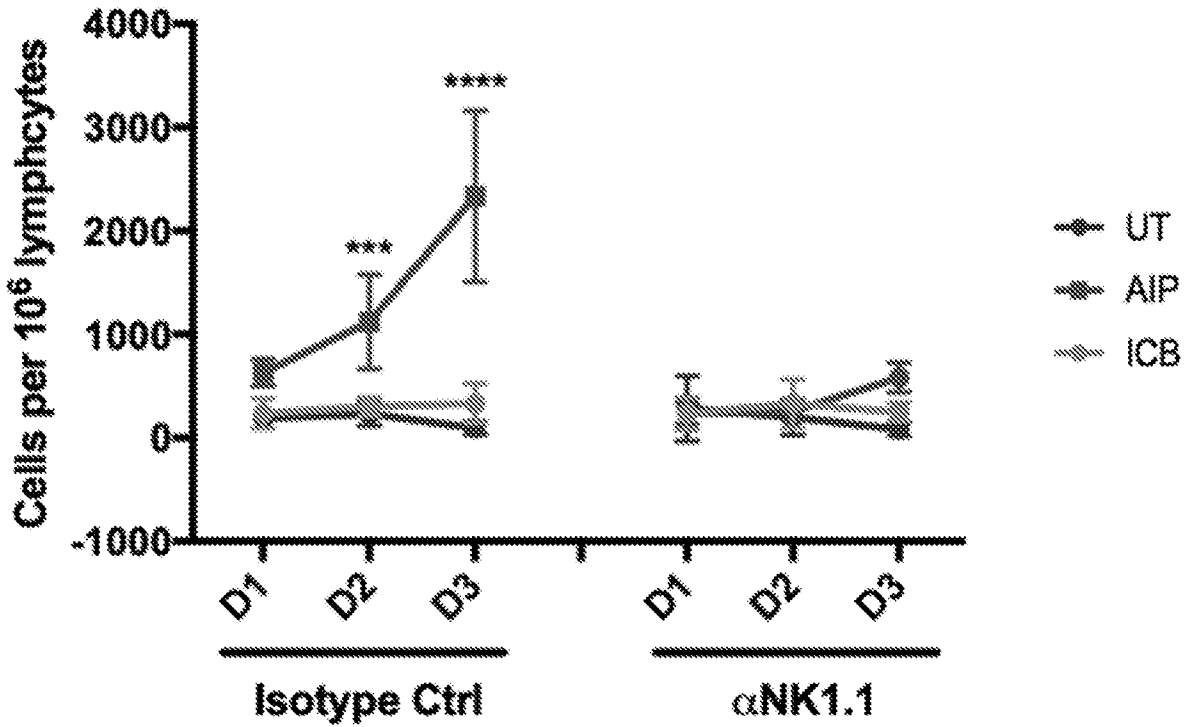 Cells per 10⁶ lymphcytes
4000
3000
2000
1000
0
-1000
***
****
D1 D2 D3 D1 D2 D3
Isotype Ctrl αNK1.1
UT
AIP
ICB